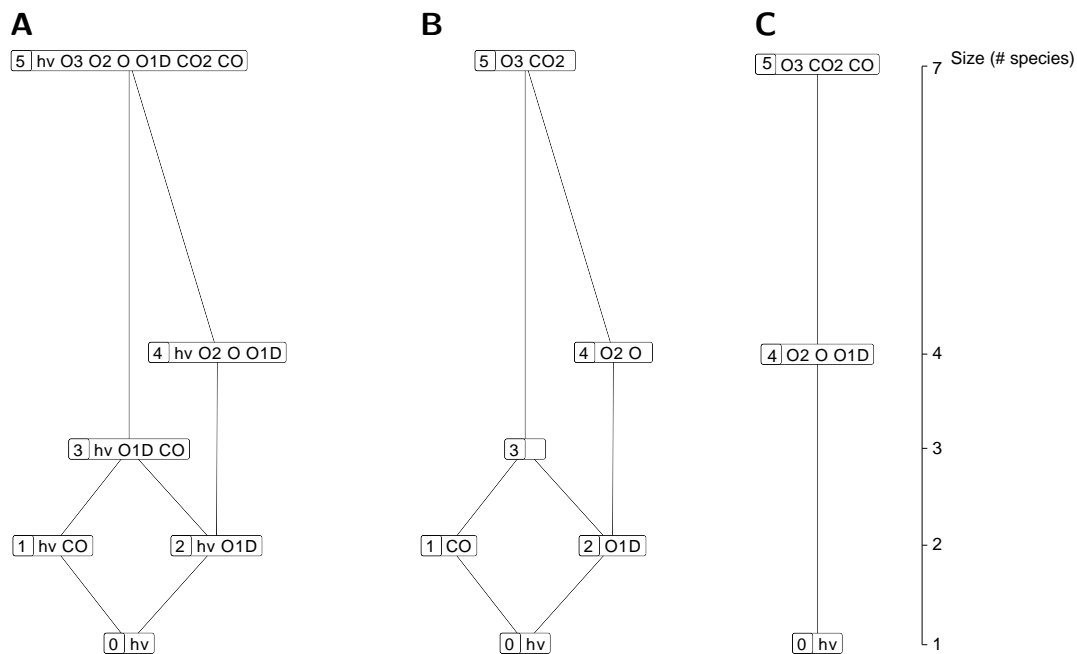 A B C
5 hv O3 O2 O O1D CO2 CO
5 O3 CO2
5 O3 CO2 CO
7 Size (# species)
4 hv O2 O O1D
4 O2 O
4 O2 O O1D
4
3 hv O1D CO
3
3
1 hv CO
2 hv O1D
1 CO
2 O1D
2
0 hv
0 hv
0 hv
1